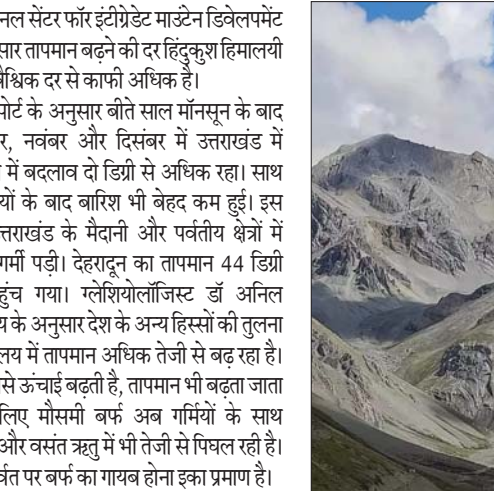 नल सेंटर फॉर इंटीग्रेडेट माउंटेन डिवेलपमेंट
सार तापमान बढ़ने की दर हिंदुकुश हिमालयी
वैश्विक दर से काफी अधिक है।
पोर्ट के अनुसार बीते साल मॉनसून के बाद
र, नवंबर और दिसंबर में उत्तराखंड में
में बदलाव दो डिग्री से अधिक रहा। साथ
यों के बाद बारिश भी बेहद कम हुई। इस
त्तराखंड के मैदानी और पर्वतीय क्षेत्रों में
गर्मी पड़ी। देहरादून का तापमान 44 डिग्री
हुंच गया। ग्लेशियोलॉजिस्ट डॉ अनिल
य के अनुसार देश के अन्य हिस्सों की तुलना
लय में तापमान अधिक तेजी से बढ़ रहा है।
से ऊंचाई बढ़ती है, तापमान भी बढ़ता जाता
लिए मौसमी बर्फ अब गर्मियों के साथ
और वसंत ऋतु में भी तेजी से पिघल रही है।
र्वत पर बर्फ का गायब होना इका प्रमाण है।